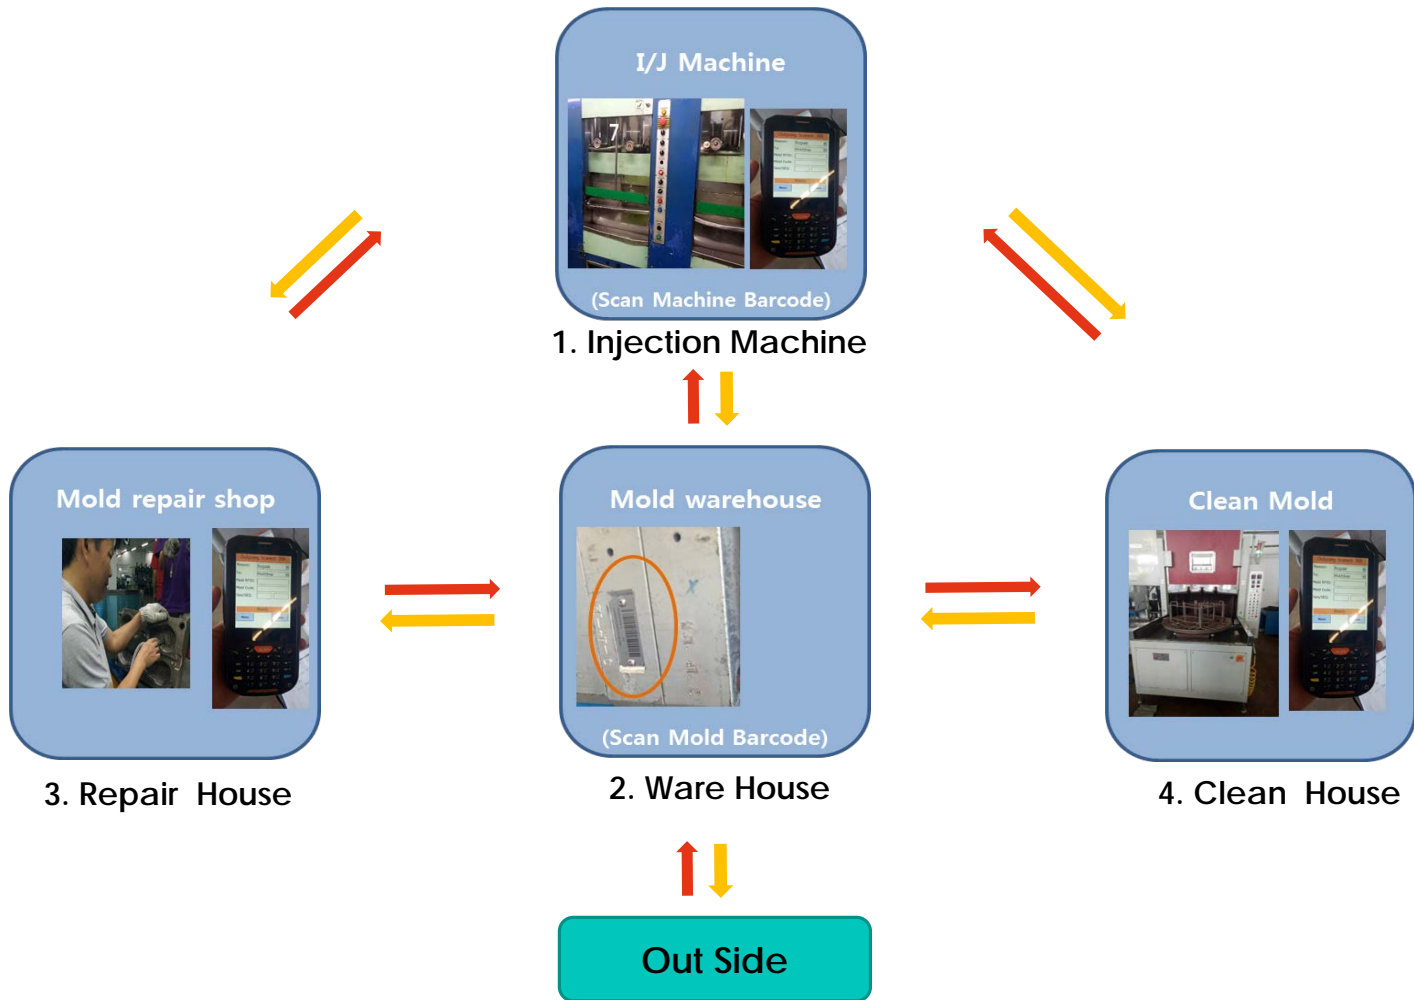 I/J Machine
7
(Scan Machine Barcode)
1. Injection Machine
Mold repair shop
3. Repair House
Mold warehouse
(Scan Mold Barcode)
2. Ware House
Clean Mold
4. Clean House
Out Side